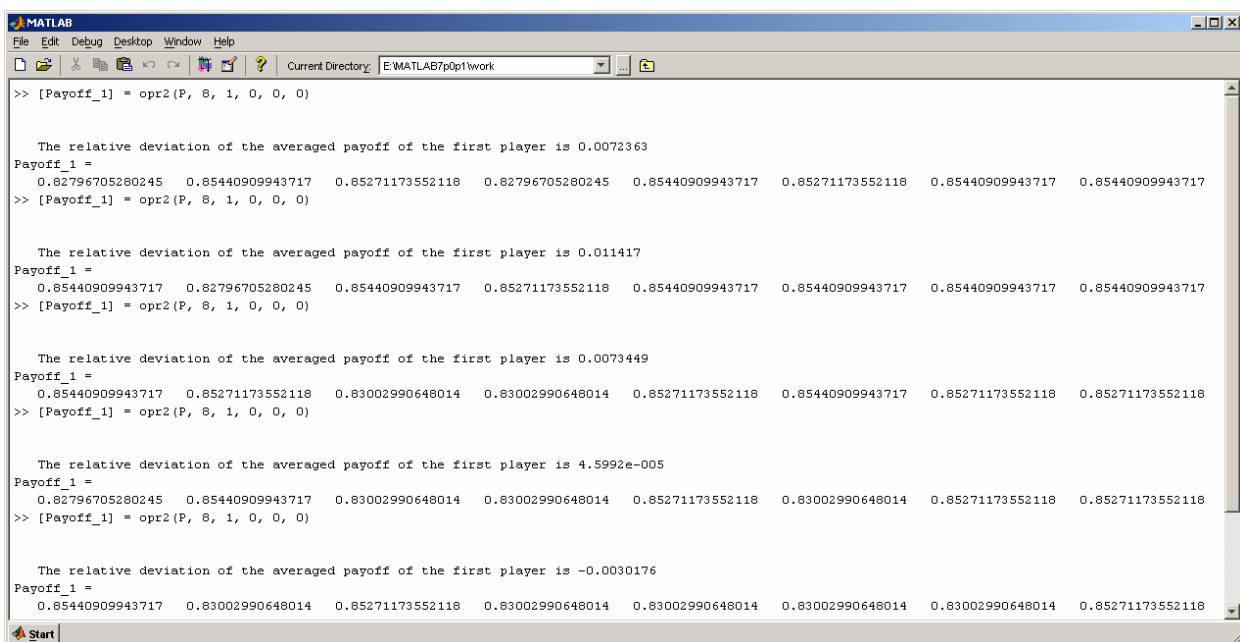 MATLAB
File Edit Debug Desktop Window Help
Current Directory: E:\MATLAB7p0p1\work ...
>> [Payoff_1] = opr2(P, 8, 1, 0, 0, 0)
The relative deviation of the averaged payoff of the first player is 0.0072363
Payoff_1 =
0.82796705280245 0.85440909943717 0.85271173552118 0.82796705280245 0.85440909943717 0.85271173552118 0.85440909943717 0.85440909943717
>> [Payoff_1] = opr2(P, 8, 1, 0, 0, 0)
The relative deviation of the averaged payoff of the first player is 0.011417
Payoff_1 =
0.85440909943717 0.82796705280245 0.85440909943717 0.85271173552118 0.85440909943717 0.85440909943717 0.85440909943717 0.85440909943717
>> [Payoff_1] = opr2(P, 8, 1, 0, 0, 0)
The relative deviation of the averaged payoff of the first player is 0.0073449
Payoff_1 =
0.85440909943717 0.85271173552118 0.83002990648014 0.83002990648014 0.85271173552118 0.85440909943717 0.85271173552118 0.85271173552118
>> [Payoff_1] = opr2(P, 8, 1, 0, 0, 0)
The relative deviation of the averaged payoff of the first player is 4.5992e-005
Payoff_1 =
0.82796705280245 0.85440909943717 0.83002990648014 0.83002990648014 0.85271173552118 0.83002990648014 0.85271173552118 0.85271173552118
>> [Payoff_1] = opr2(P, 8, 1, 0, 0, 0)
The relative deviation of the averaged payoff of the first player is -0.0030176
Payoff_1 =
0.85440909943717 0.83002990648014 0.85271173552118 0.83002990648014 0.83002990648014 0.83002990648014 0.83002990648014 0.85271173552118
Start